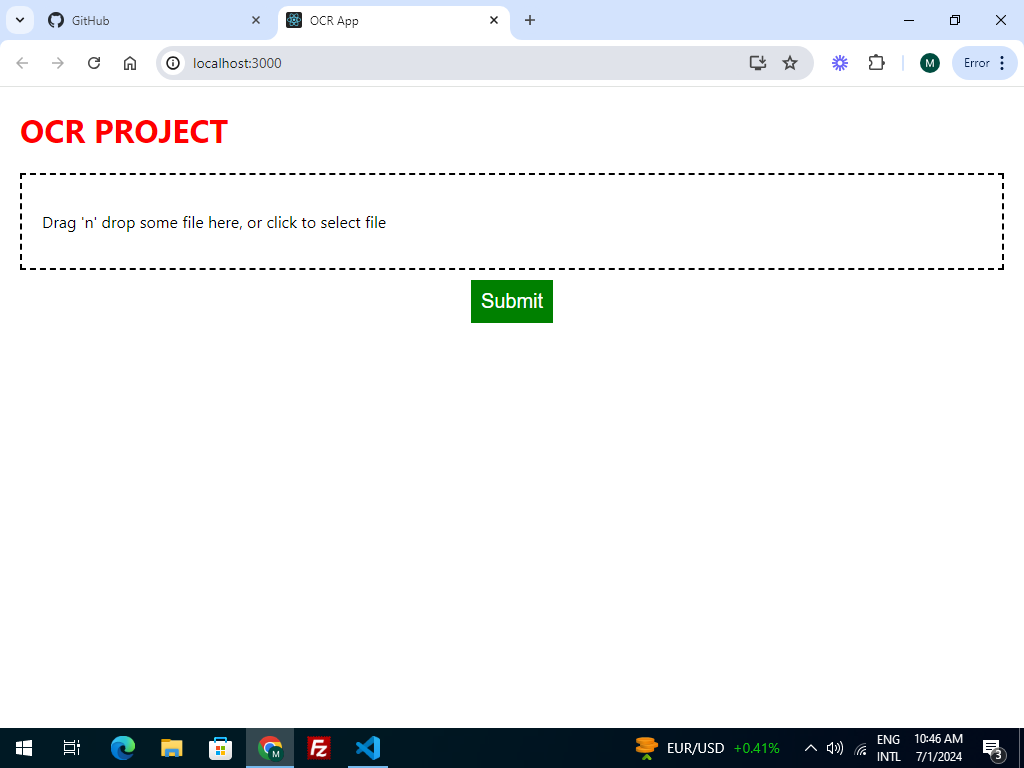 GitHub
OCR App
localhost:3000
M
Error
OCR PROJECT
Drag 'n' drop some file here, or click to select file
Submit
M
Fz
EUR/USD +0.41%
ENG
INTL
10:46 AM
7/1/2024
3